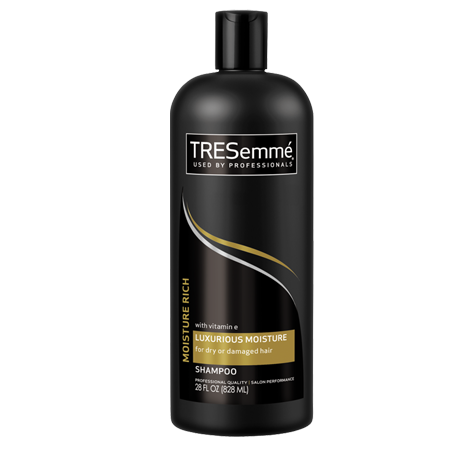 TRESemmé
USED BY PROFESSIONALS
MOISTURE RICH
with vitamin e
LUXURIOUS MOISTURE
for dry or damaged hair
SHAMPOO
PROFESSIONAL QUALITY | SALON PERFORMANCE
28 FL OZ (828 ML)